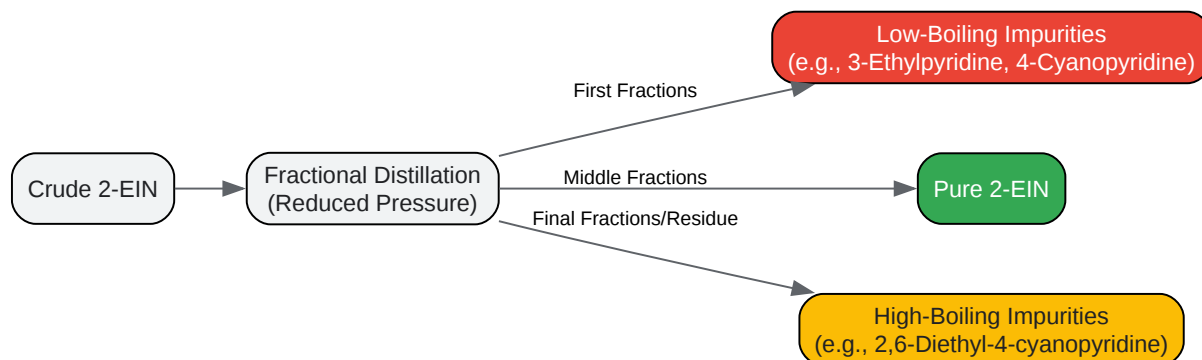 Low-Boiling Impurities
(e.g., 3-Ethylpyridine, 4-Cyanopyridine)
First Fractions
Crude 2-EIN
Fractional Distillation
(Reduced Pressure)
Middle Fractions
Pure 2-EIN
Final Fractions/Residue
High-Boiling Impurities
(e.g., 2,6-Diethyl-4-cyanopyridine)